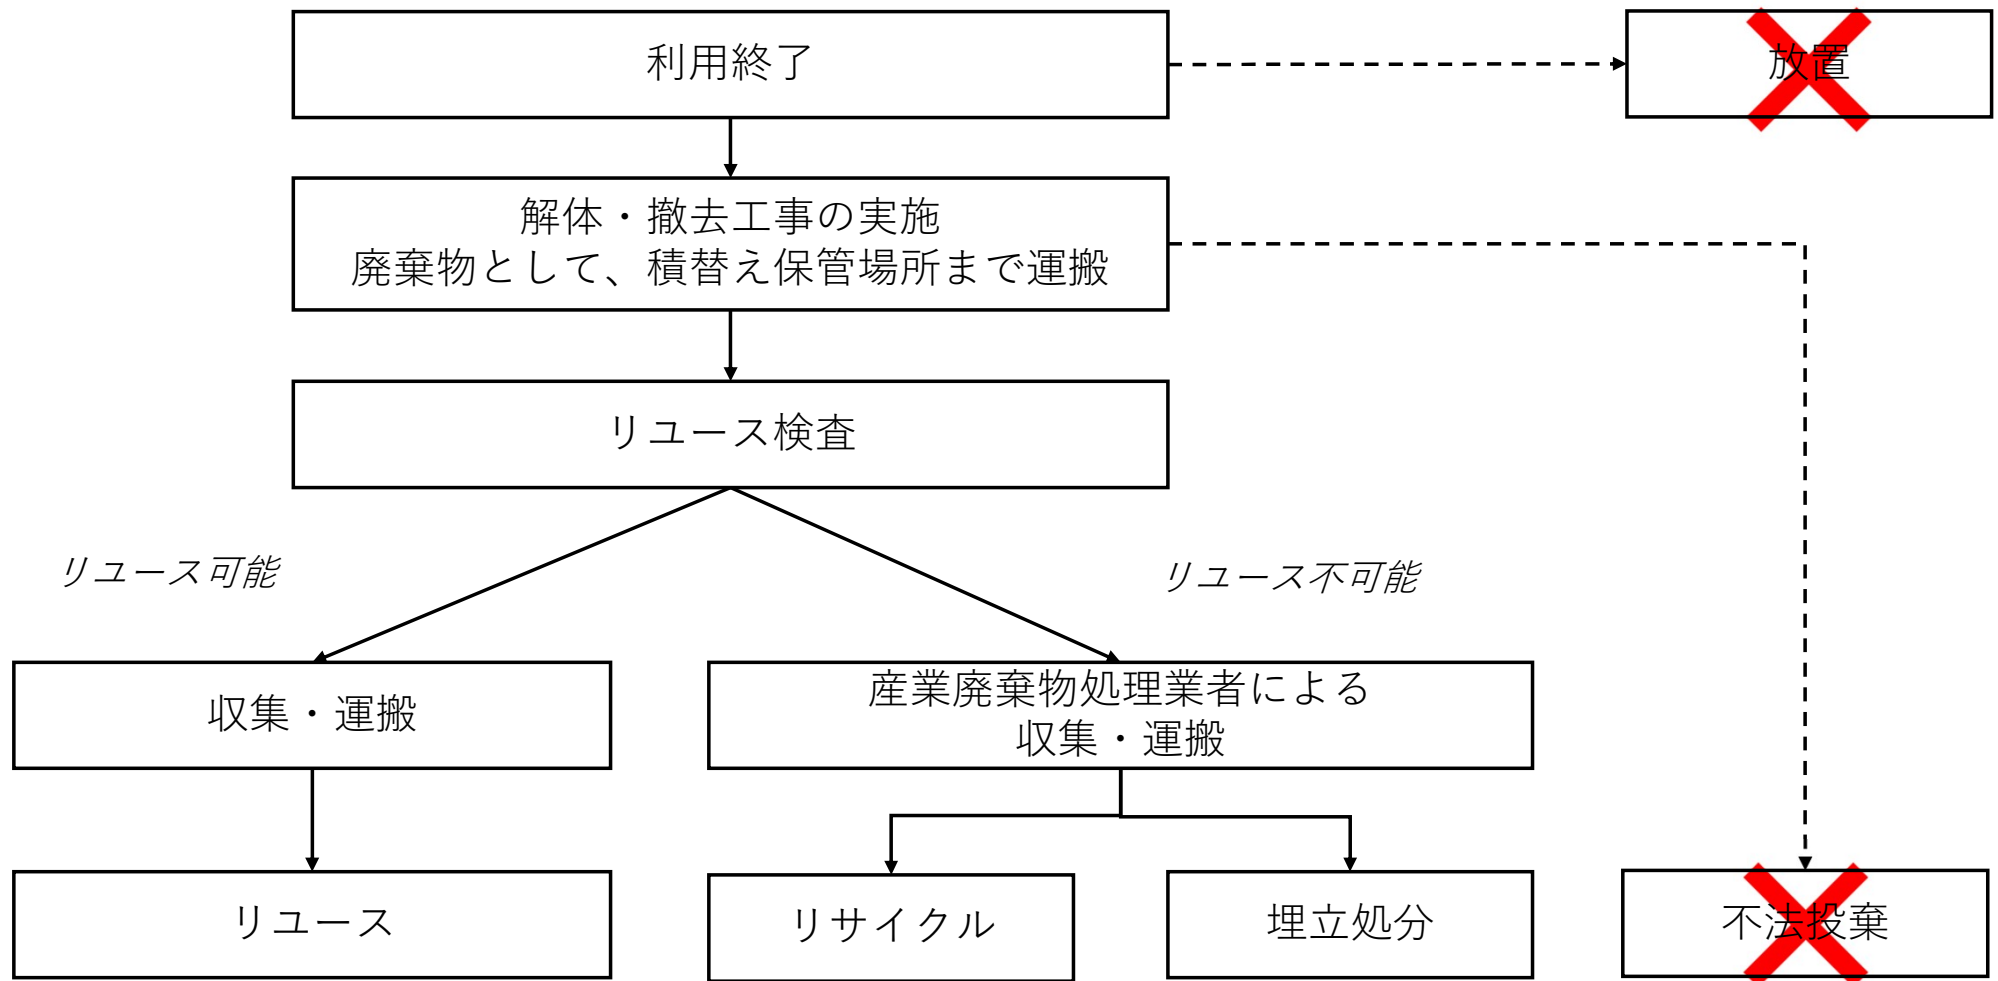 利用終了
放置
解体・撤去工事の実施
廃棄物として、積替え保管場所まで運搬
リユース検査
リユース可能
リユース不可能
収集・運搬
産業廃棄物処理業者による
収集・運搬
リユース
リサイクル
埋立処分
不法投棄